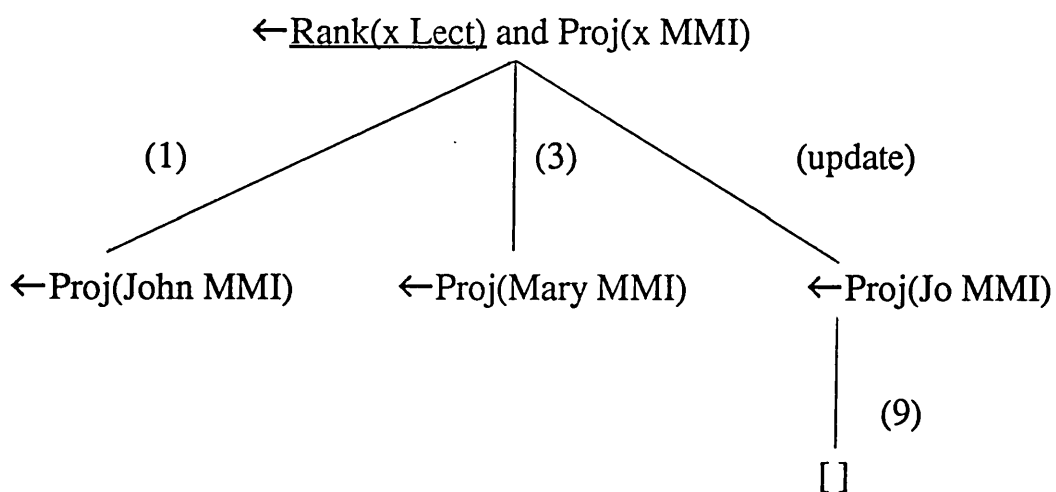 ←Rank(x Lect) and Proj(x MMI)
(1) (3) (update)
←Proj(John MMI) ←Proj(Mary MMI) ←Proj(Jo MMI)
(9)
[]